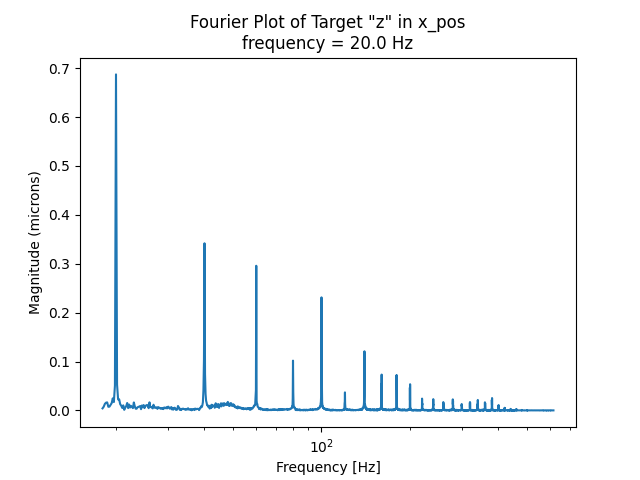 Fourier Plot of Target "z" in x_pos
frequency = 20.0 Hz
0.7
0.6
0.5
0.4
0.3
0.2
0.1
0.0
Magnitude (microns)
10²
Frequency [Hz]